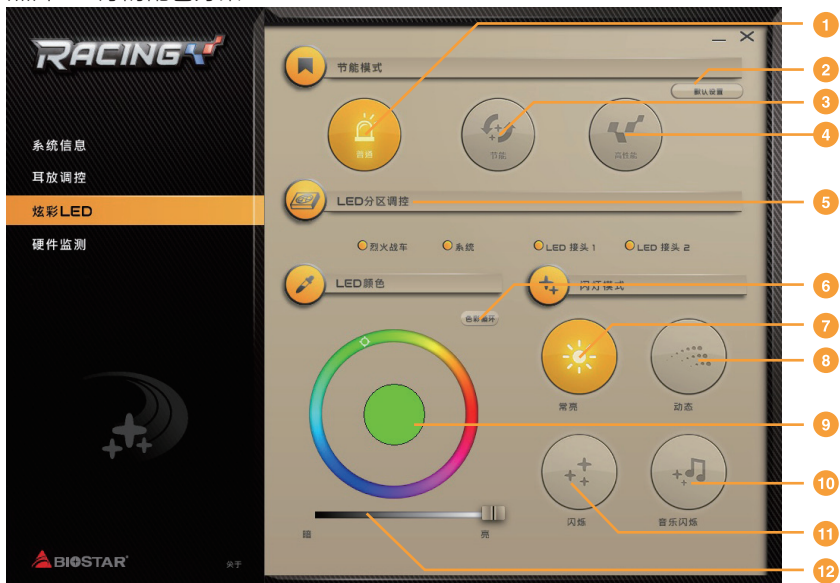 RACING
节能模式
默认设置
普通
节能
高性能
系统信息
耳放调控
炫彩LED
硬件监测
LED分区调控
烈火战车 系统 LED 接头 1 LED 接头 2
LED颜色
闪灯模式
色彩循环
常亮
动态
闪烁
音乐闪烁
暗 亮
BIOSTAR
关于
1
2
3
4
5
6
7
8
9
10
11
12